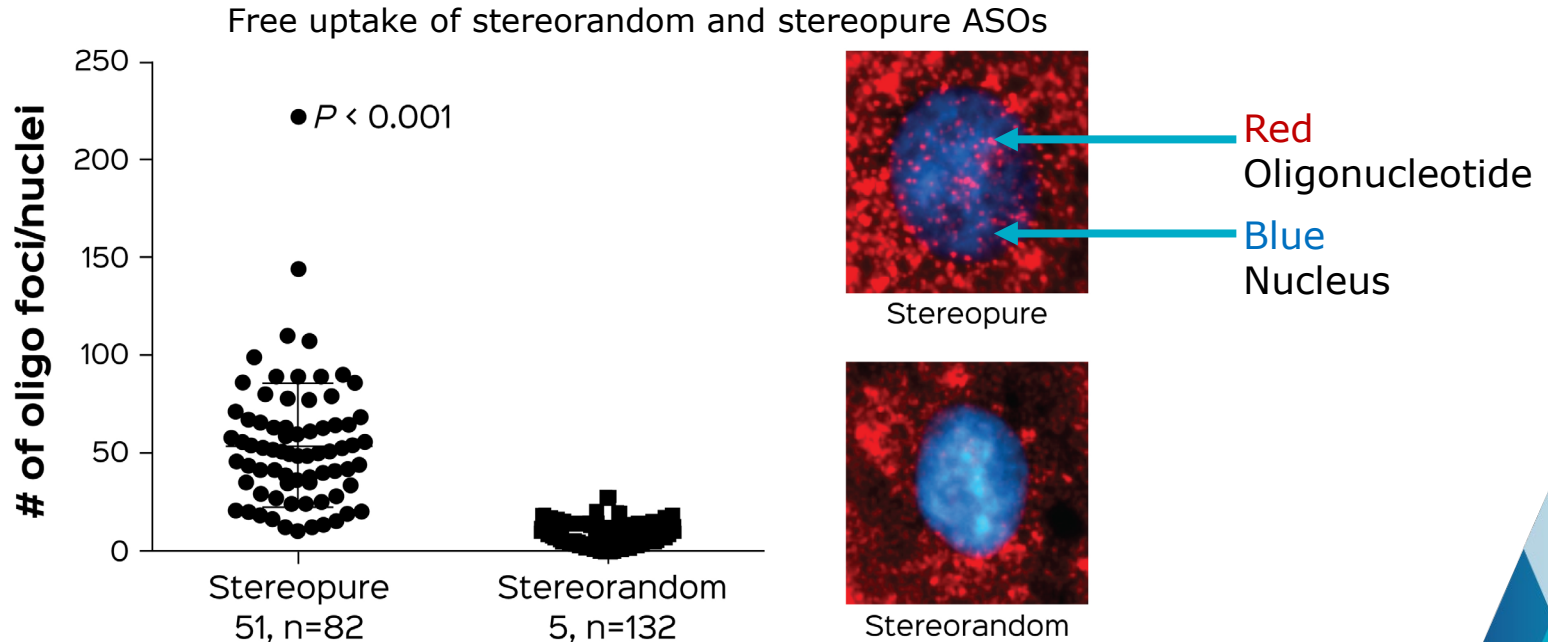 Free uptake of stereorandom and stereopure ASOs
# of oligo foci/nuclei
250
200
150
100
50
0
P < 0.001
Stereopure
51, n=82
Stereorandom
5, n=132
Stereopure
Stereorandom
Red
Oligonucleotide
Blue
Nucleus